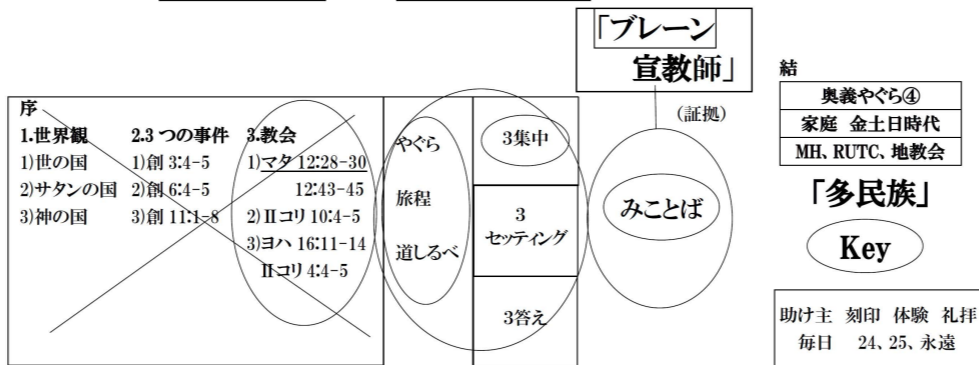 「ブレーン
宣教師」
(証拠)
序
1.世界観 2.3つの事件 3.教会
1)世の国 1)創 3:4-5 1)マタ 12:28-30
12:43-45
2)サタンの国 2)創 6:4-5 2)Ⅱコリ 10:4-5
3)神の国 3)創 11:1-8 3)ヨハ 16:11-14
Ⅱコリ 4:4-5
やぐら
旅程
道しるべ
3集中
3
セッティング
3答え
みことば
結
奥義やぐら④
家庭 金土日時代
MH、RUTC、地教会
「多民族」
Key
助け主 刻印 体験 礼拝
毎日 24、25、永遠